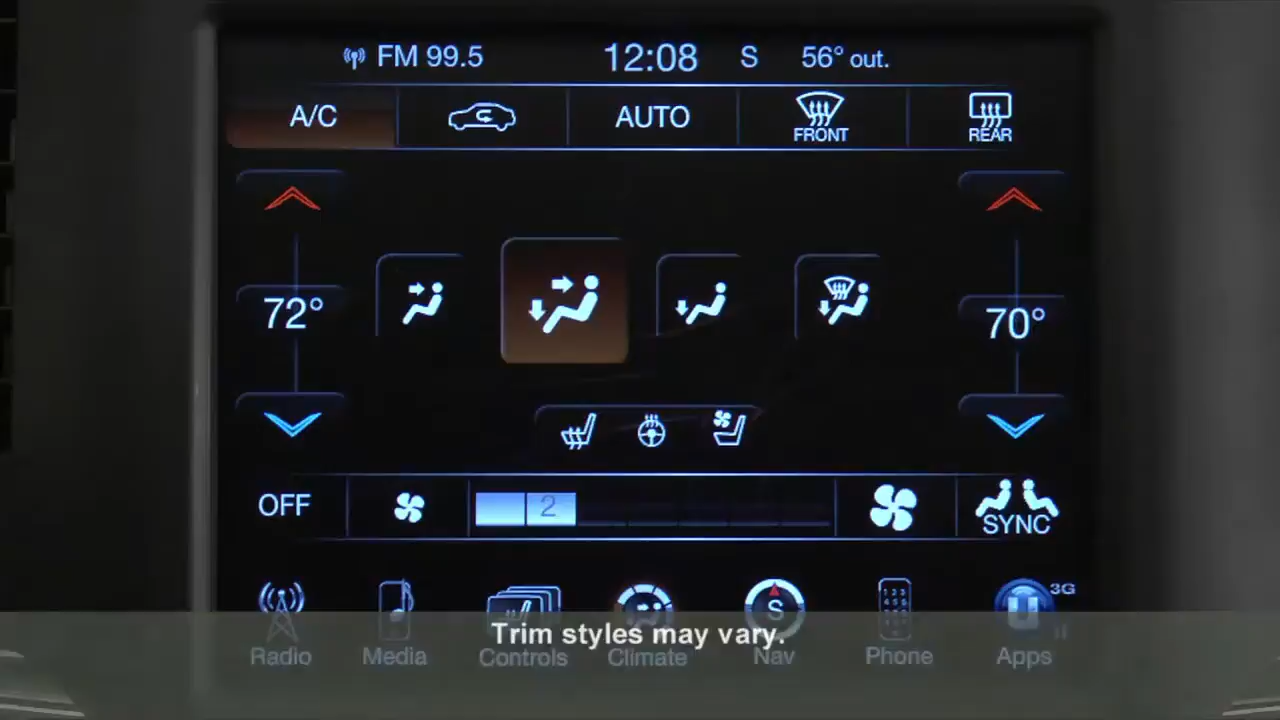 FM 99.5 12:08 S 56° out.
A/C AUTO FRONT REAR
72° 70°
OFF 2 SYNC
S 3G
Trim styles may vary.
Radio Media Controls Climate Nav Phone Apps